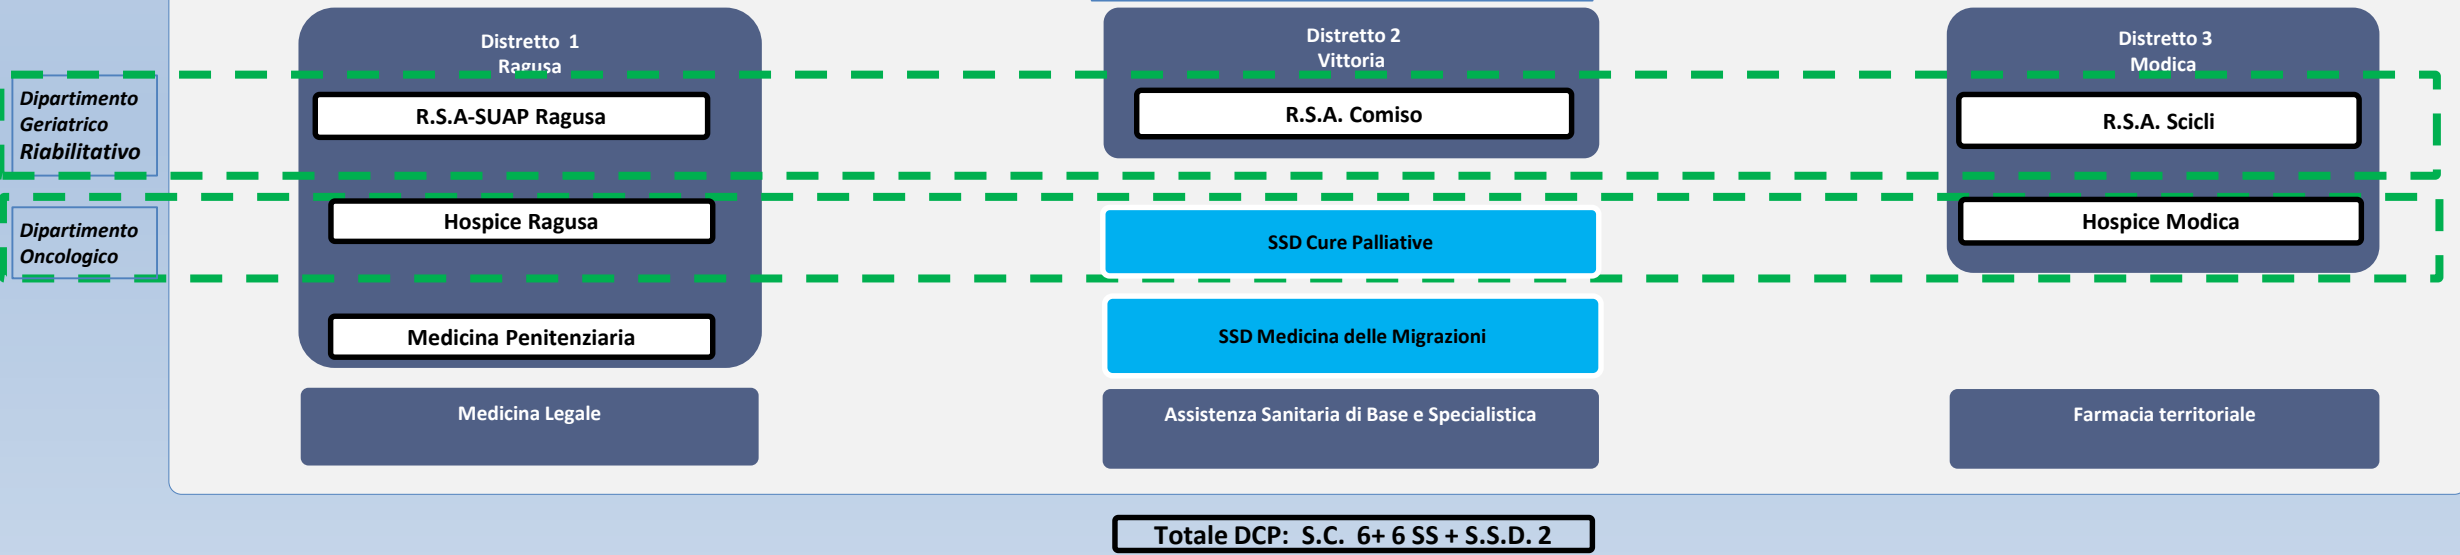 Distretto 1
Ragusa
Distretto 2
Vittoria
Distretto 3
Modica
Dipartimento
Geriatrico
Riabilitativo
R.S.A-SUAP Ragusa
R.S.A. Comiso
R.S.A. Scicli
Dipartimento
Oncologico
Hospice Ragusa
SSD Cure Palliative
Hospice Modica
Medicina Penitenziaria
SSD Medicina delle Migrazioni
Medicina Legale
Assistenza Sanitaria di Base e Specialistica
Farmacia territoriale
Totale DCP: S.C. 6+ 6 SS + S.S.D. 2